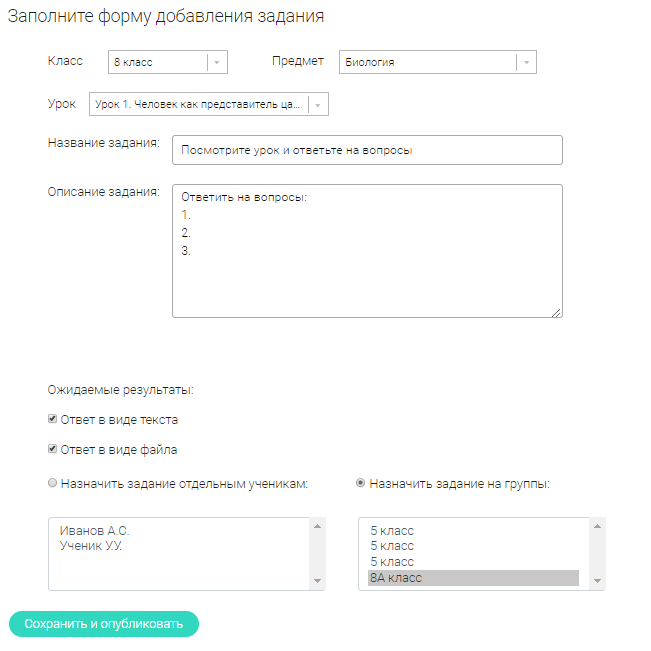 Заполните форму добавления задания
Класс 8 класс Предмет Биология
Урок Урок 1. Человек как представитель ца...
Название задания: Посмотрите урок и ответьте на вопросы
Описание задания: Ответить на вопросы:
1.
2.
3.
Ожидаемые результаты:
Ответ в виде текста
Ответ в виде файла
Назначить задание отдельным ученикам: Назначить задание на группы:
Иванов А.С. 5 класс
Ученик У.У. 5 класс
5 класс
8А класс
Сохранить и опубликовать